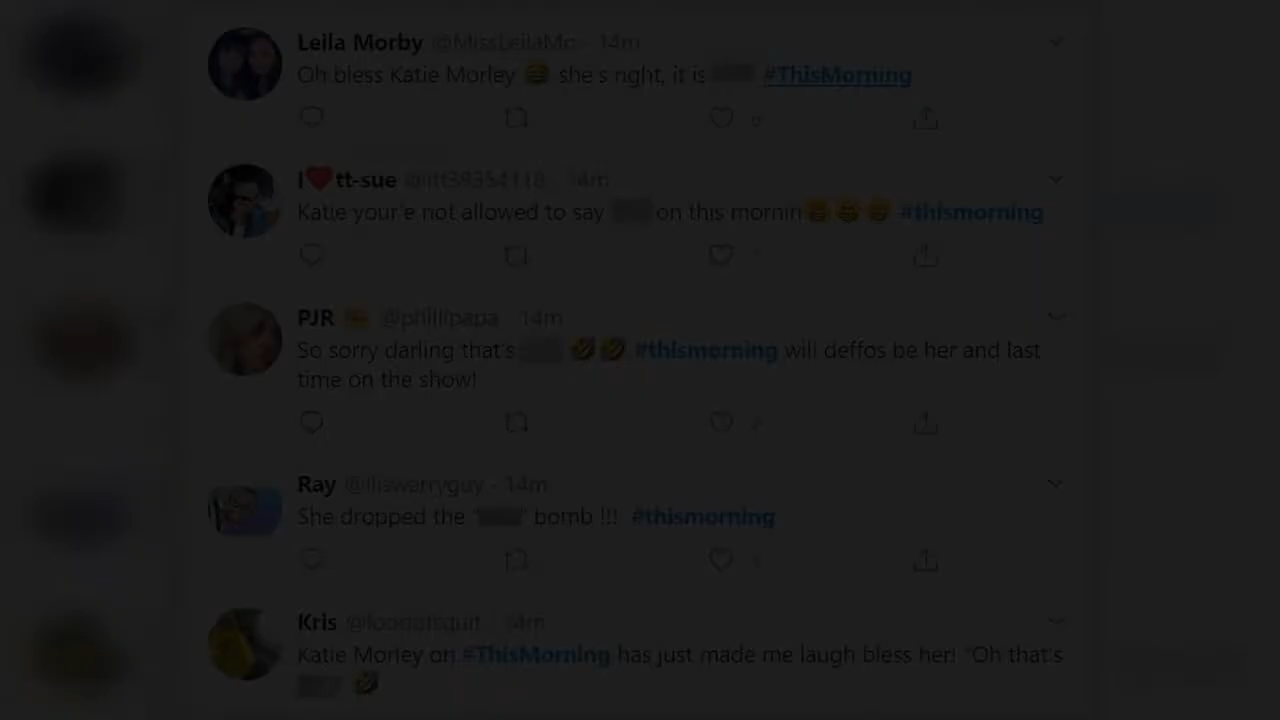 Leila Morby @MissLeilaMo · 14m
Oh bless Katie Morley 😂 she's right, it is #ThisMorning
I❤️tt-sue @itt39354118 · 14m
Katie your'e not allowed to say on this mornin😂😂😂 #thismorning
PJR @phillipapa · 14m
So sorry darling that's 🤣🤣 #thismorning will deffos be her and last
time on the show!
Ray · 14m
She dropped the "" bomb !!! #thismorning
Kris · 14m
Katie Morley on #ThisMorning has just made me laugh bless her! "Oh that's
🤣